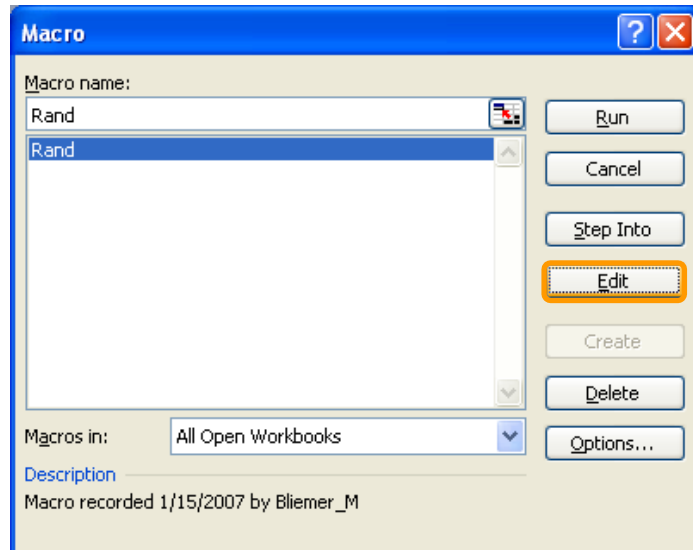 Macro
Macro name:
Rand
Rand
Run
Cancel
Step Into
Edit
Create
Delete
Options...
Macros in:
All Open Workbooks
Description
Macro recorded 1/15/2007 by Bliemer_M